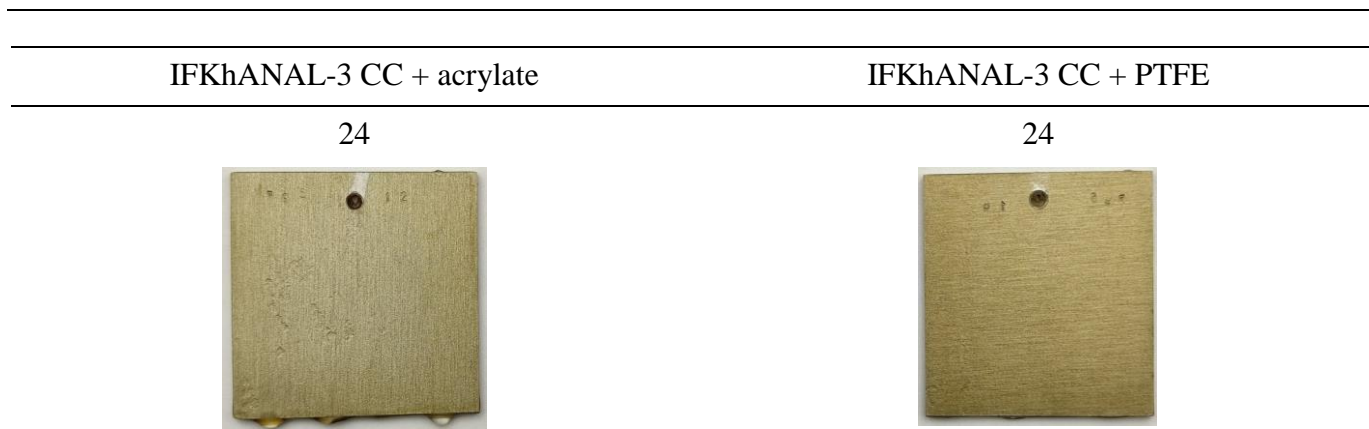 IFKhANAL-3 CC + acrylate IFKhANAL-3 CC + PTFE
24 24